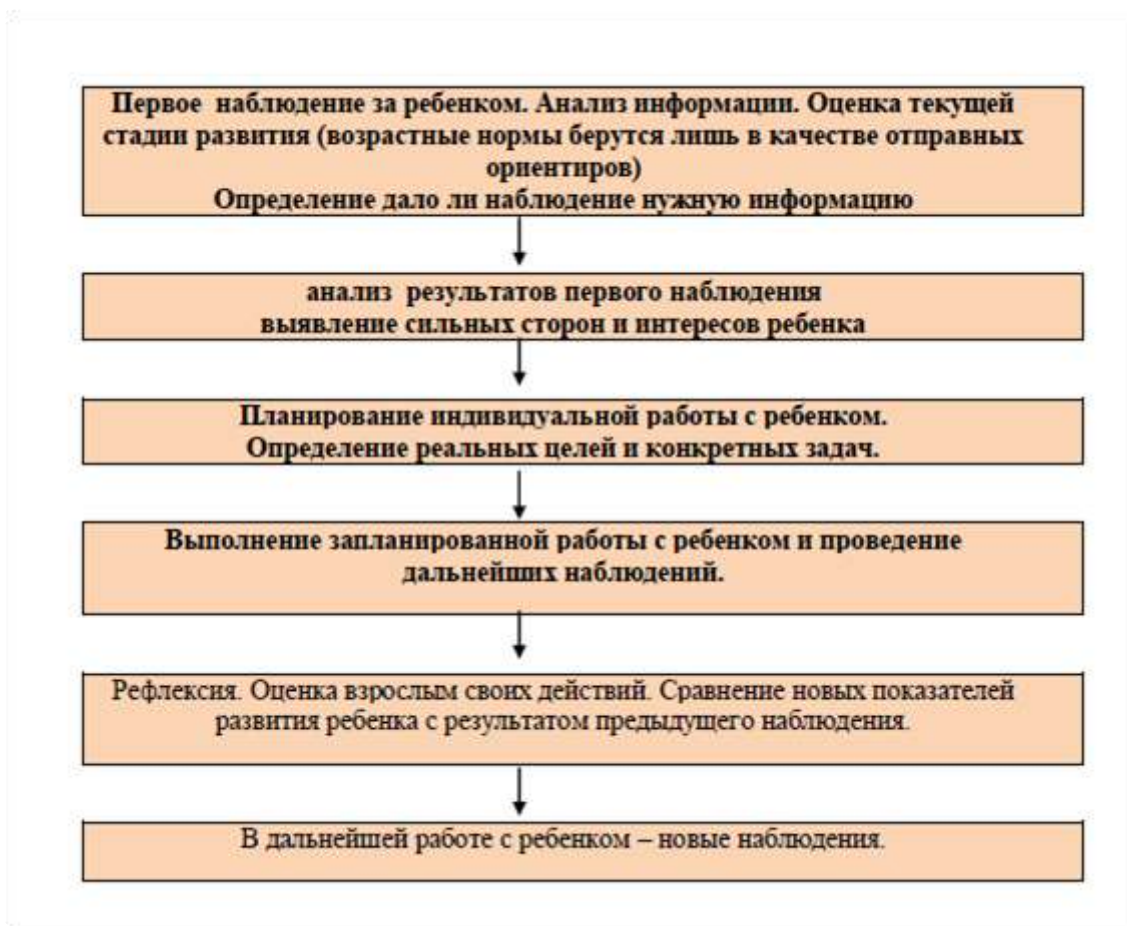 Первое наблюдение за ребенком. Анализ информации. Оценка текущей
стадии развития (возрастные нормы берутся лишь в качестве отправных
ориентиров)
Определение дало ли наблюдение нужную информацию
анализ результатов первого наблюдения
выявление сильных сторон и интересов ребенка
Планирование индивидуальной работы с ребенком.
Определение реальных целей и конкретных задач.
Выполнение запланированной работы с ребенком и проведение
дальнейших наблюдений.
Рефлексия. Оценка взрослым своих действий. Сравнение новых показателей
развития ребенка с результатом предыдущего наблюдения.
В дальнейшей работе с ребенком – новые наблюдения.